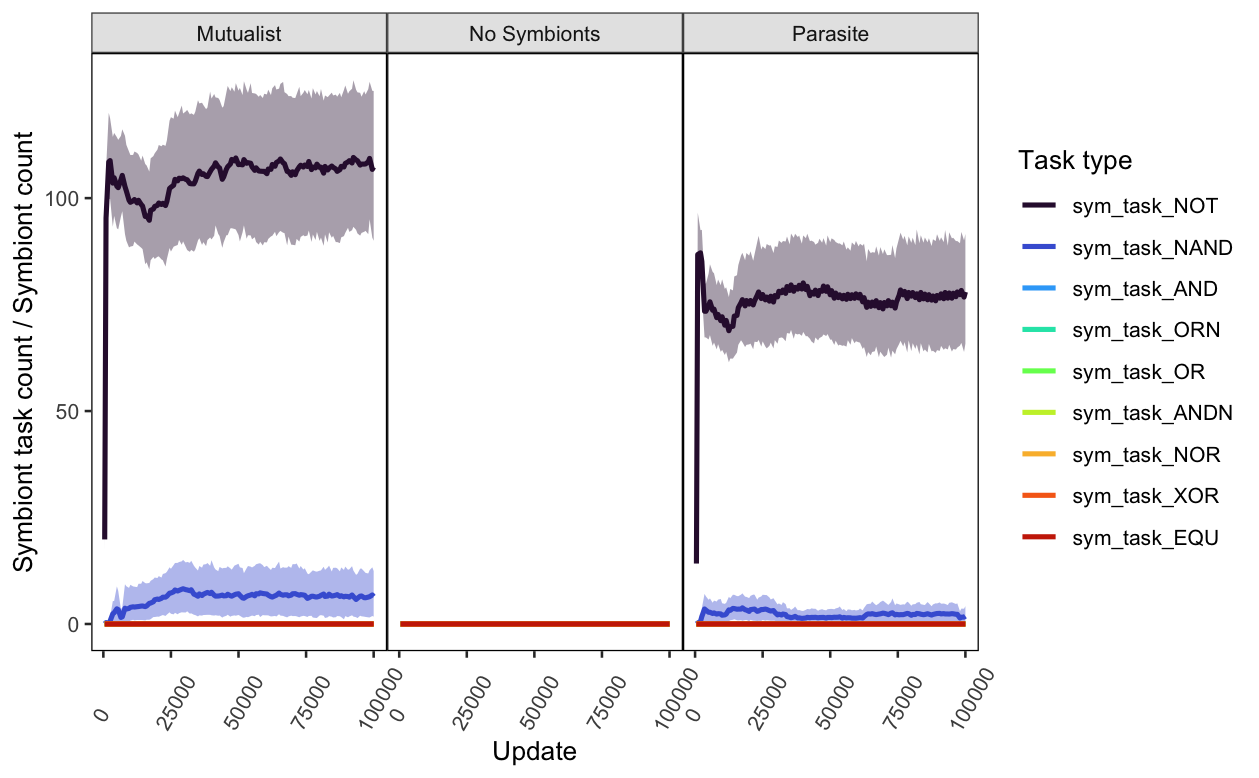 Mutualist
No Symbionts
Parasite
Symbiont task count / Symbiont count
100
50
0
0
25000
50000
75000
100000
0
25000
50000
75000
100000
0
25000
50000
75000
100000
Update
Task type
sym_task_NOT
sym_task_NAND
sym_task_AND
sym_task_ORN
sym_task_OR
sym_task_ANDN
sym_task_NOR
sym_task_XOR
sym_task_EQU